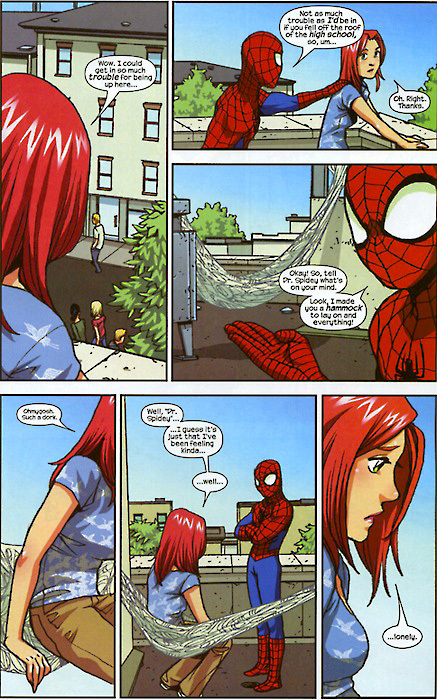 Wow. I could
get in so much
trouble for being
up here...
Not as much
trouble as I'd be in
if you fell off the roof
of the high school,
so, um...
Oh. Right.
Thanks.
Okay! So, tell
Dr. Spidey what's
on your mind.
Look, I made
you a hammock
to lay on and
everything!
Ohmygosh.
Such a dork.
Well, "Dr.
Spidey"...
...I guess it's
just that I've
been feeling
kinda...
...well...
...lonely.